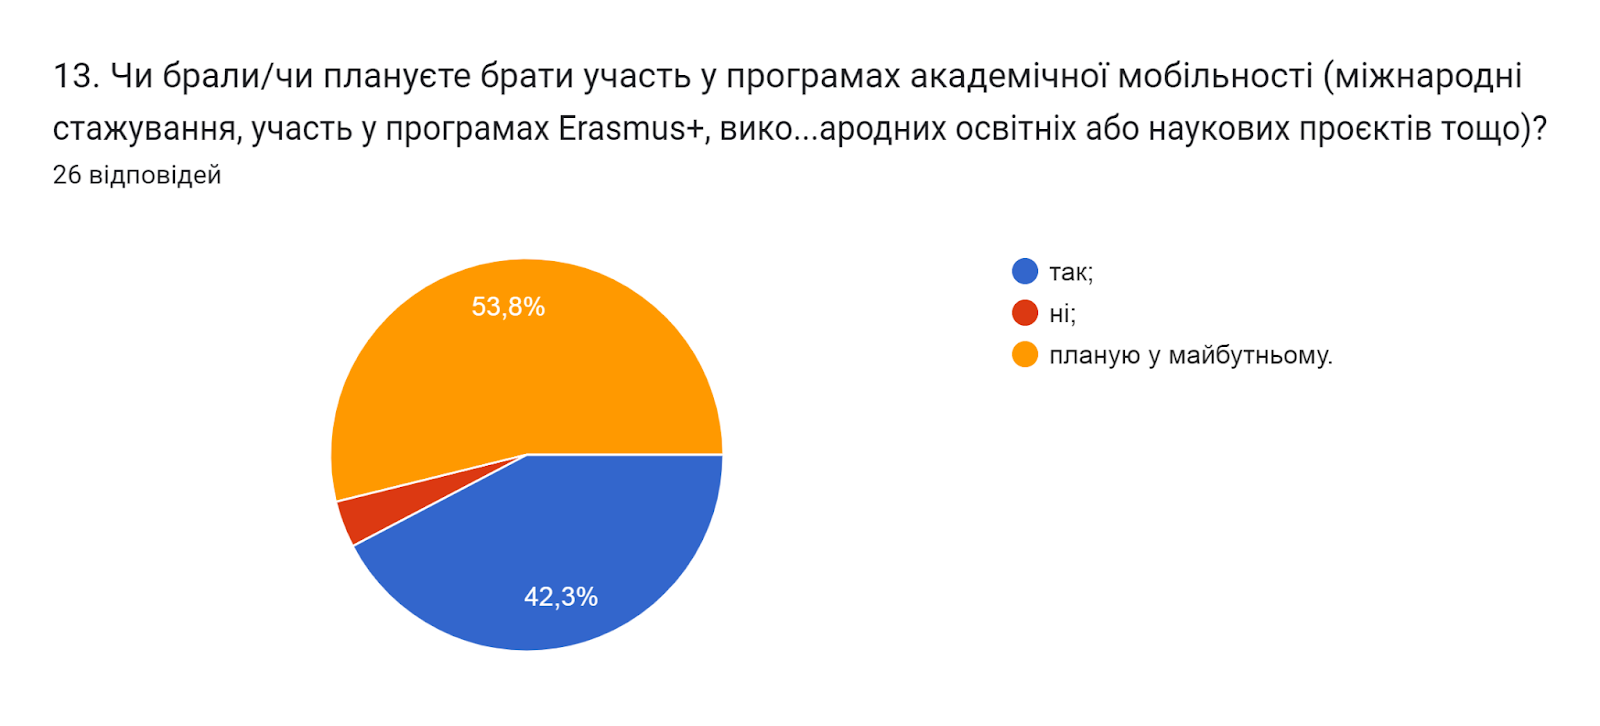 13. Чи брали/чи плануєте брати участь у програмах академічної мобільності (міжнародні
стажування, участь у програмах Erasmus+, вико...ародних освітніх або наукових проєктів тощо)?
26 відповідей
53,8%
42,3%
так;
ні;
планую у майбутньому.